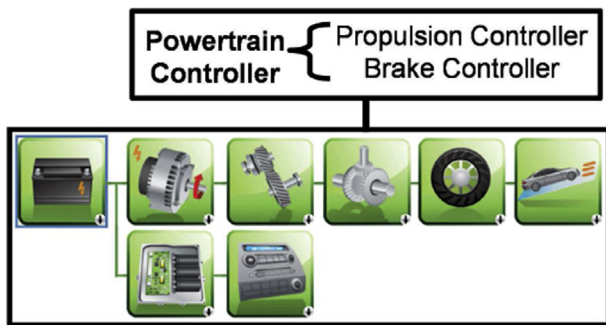 Powertrain
Controller
Propulsion Controller
Brake Controller